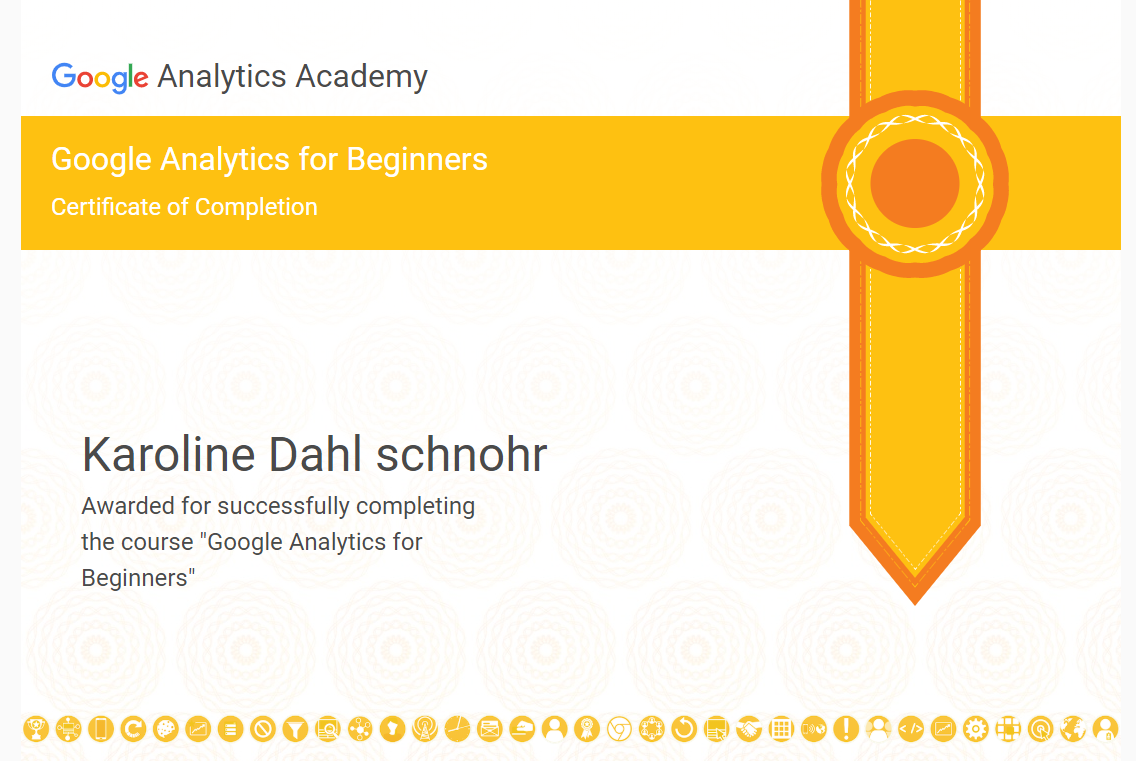 Google Analytics Academy
Google Analytics for Beginners
Certificate of Completion
Karoline Dahl schnohr
Awarded for successfully completing
the course "Google Analytics for
Beginners"